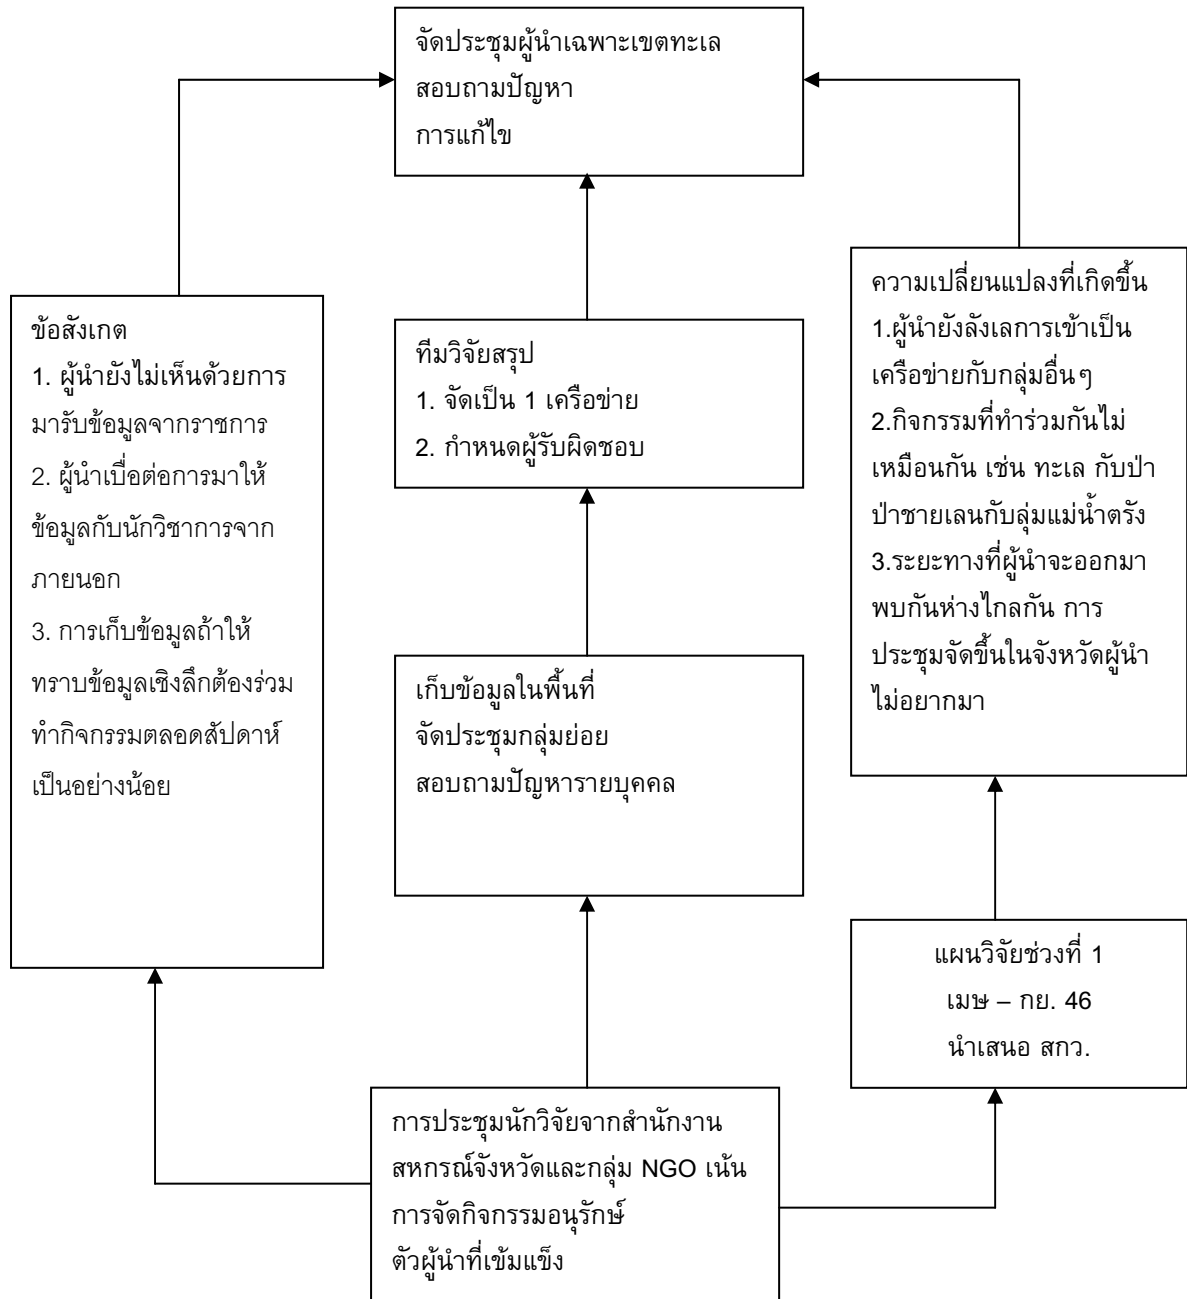 จัดประชุมผู้นำเฉพาะเขตทะเล
สอบถามปัญหา
การแก้ไข
ข้อสังเกต
1. ผู้นำยังไม่เห็นด้วยการ
มารับข้อมูลจากราชการ
2. ผู้นำเบื่อต่อการมาให้
ข้อมูลกับนักวิชาการจาก
ภายนอก
3. การเก็บข้อมูลถ้าให้
ทราบข้อมูลเชิงลึกต้องร่วม
ทำกิจกรรมตลอดสัปดาห์
เป็นอย่างน้อย
ทีมวิจัยสรุป
1. จัดเป็น 1 เครือข่าย
2. กำหนดผู้รับผิดชอบ
ความเปลี่ยนแปลงที่เกิดขึ้น
1.ผู้นำยังลังเลการเข้าเป็น
เครือข่ายกับกลุ่มอื่นๆ
2.กิจกรรมที่ทำร่วมกันไม่
เหมือนกัน เช่น ทะเล กับป่า
ป่าชายเลนกับลุ่มแม่น้ำตรัง
3.ระยะทางที่ผู้นำจะออกมา
พบกันห่างไกลกัน การ
ประชุมจัดขึ้นในจังหวัดผู้นำ
ไม่อยากมา
เก็บข้อมูลในพื้นที่
จัดประชุมกลุ่มย่อย
สอบถามปัญหารายบุคคล
แผนวิจัยช่วงที่ 1
เมษ – กย. 46
นำเสนอ สกว.
การประชุมนักวิจัยจากสำนักงาน
สหกรณ์จังหวัดและกลุ่ม NGO เน้น
การจัดกิจกรรมอนุรักษ์
ตัวผู้นำที่เข้มแข็ง